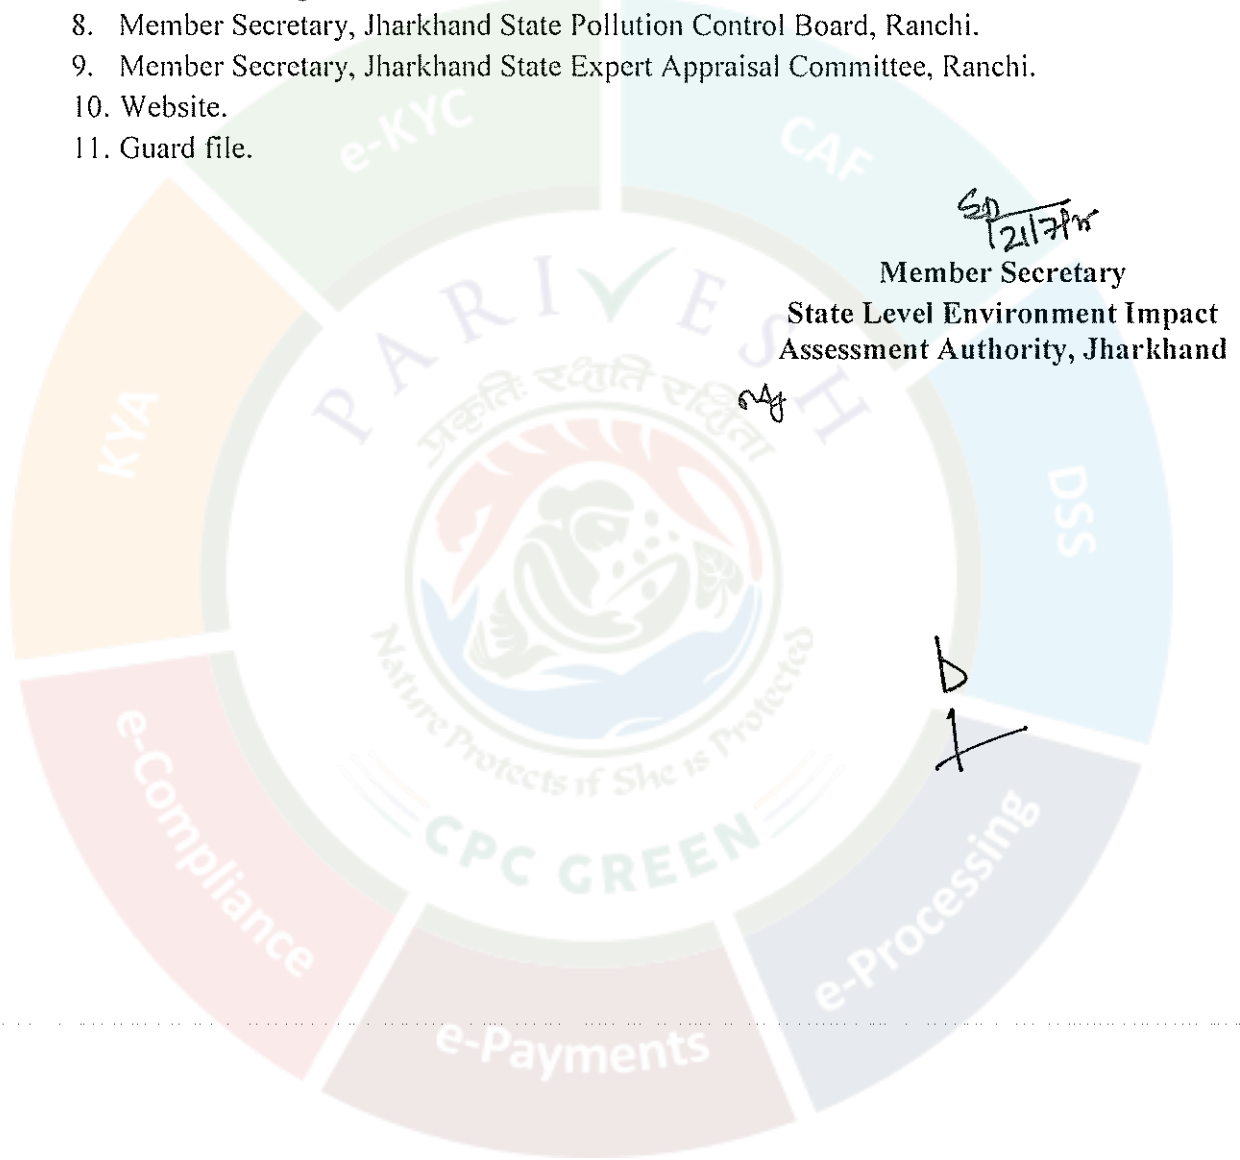 8. Member Secretary, Jharkhand State Pollution Control Board, Ranchi.
9. Member Secretary, Jharkhand State Expert Appraisal Committee, Ranchi.
10. Website.
11. Guard file.
Member Secretary
State Level Environment Impact
Assessment Authority, Jharkhand
e-KYC
CAF
KYA
DSS
PARIVESH
प्रकृतिः रक्षति रक्षिता
Nature Protects if She is Protected
CPC GREEN
e-Compliance
e-Processing
e-Payments